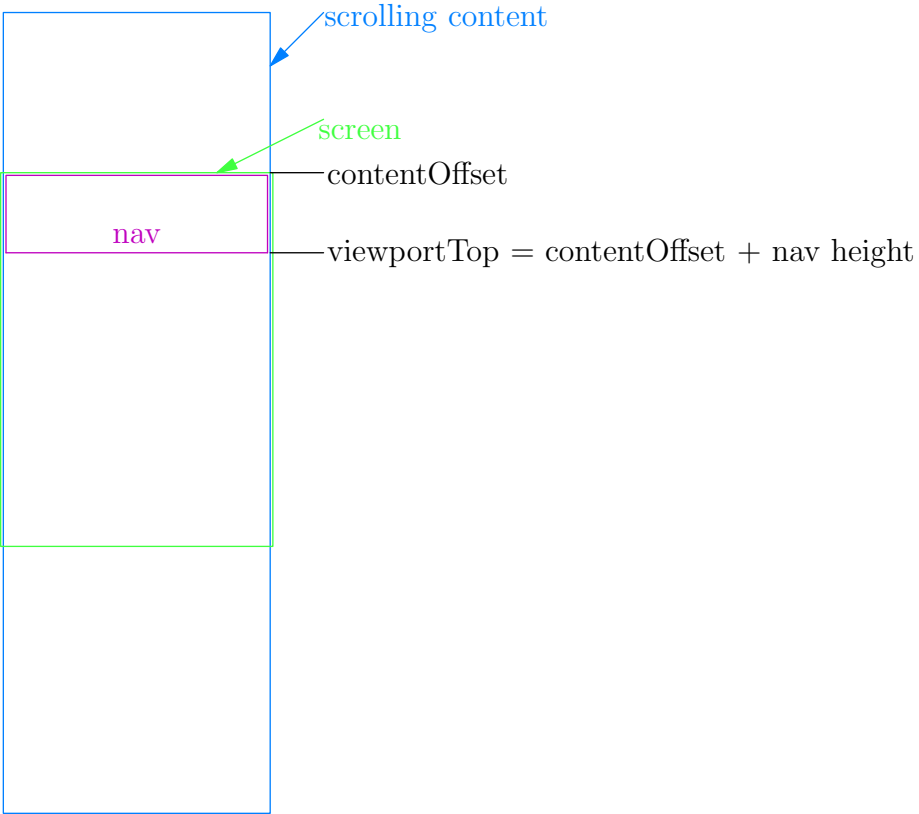 scrolling content
screen
contentOffset
nav
viewportTop = contentOffset + nav height